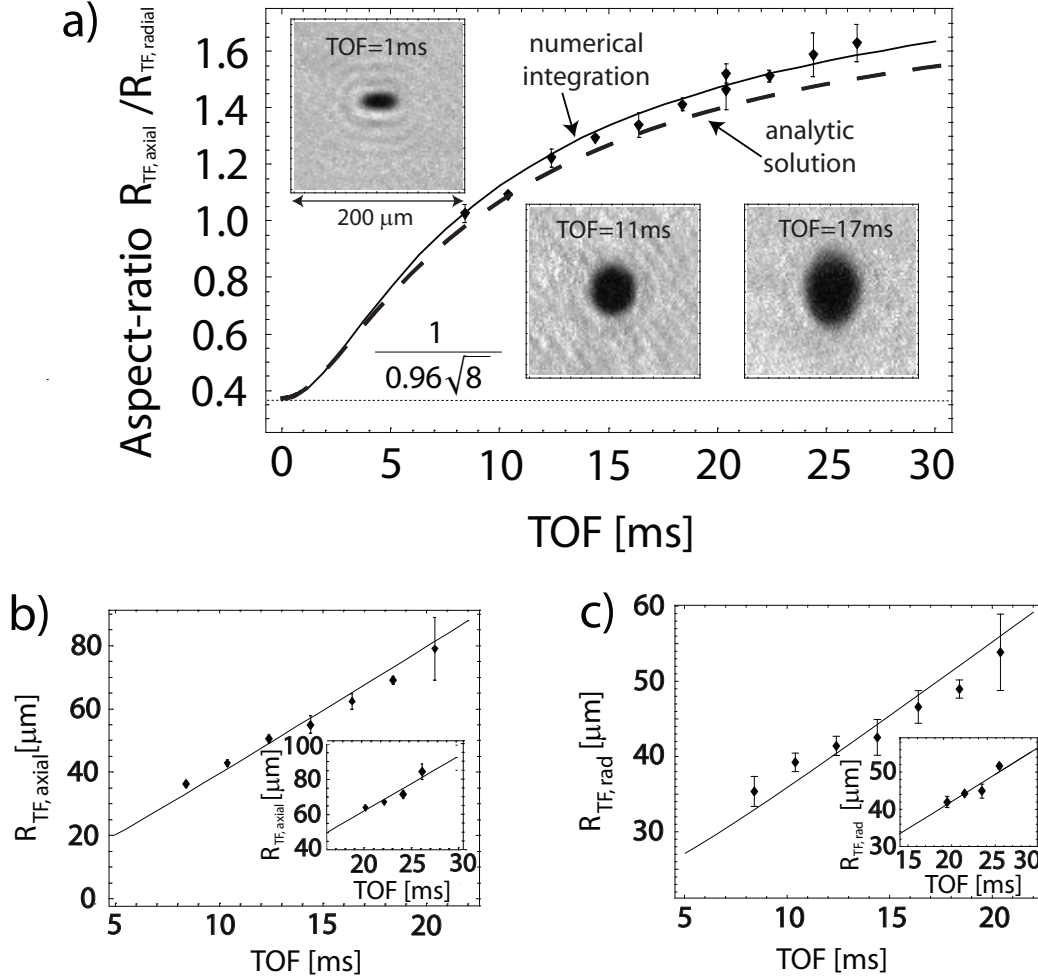 a)
Aspect-ratio R_TF,axial /R_TF,radial
1.6
1.4
1.2
1.0
0.8
0.6
0.4
TOF=1ms
200 μm
numerical
integration
analytic
solution
TOF=11ms
TOF=17ms
1
0.96√8
0 5 10 15 20 25 30
TOF [ms]
b)
R_TF,axial[μm]
80
60
40
20
0
5 10 15 20
TOF [ms]
R_TF,axial[μm]
100
80
60
40
20 25 30
TOF [ms]
c)
R_TF,rad [μm]
60
50
40
30
5 10 15 20
TOF [ms]
R_TF,rad [μm]
50
40
30
15 20 25 30
TOF [ms]